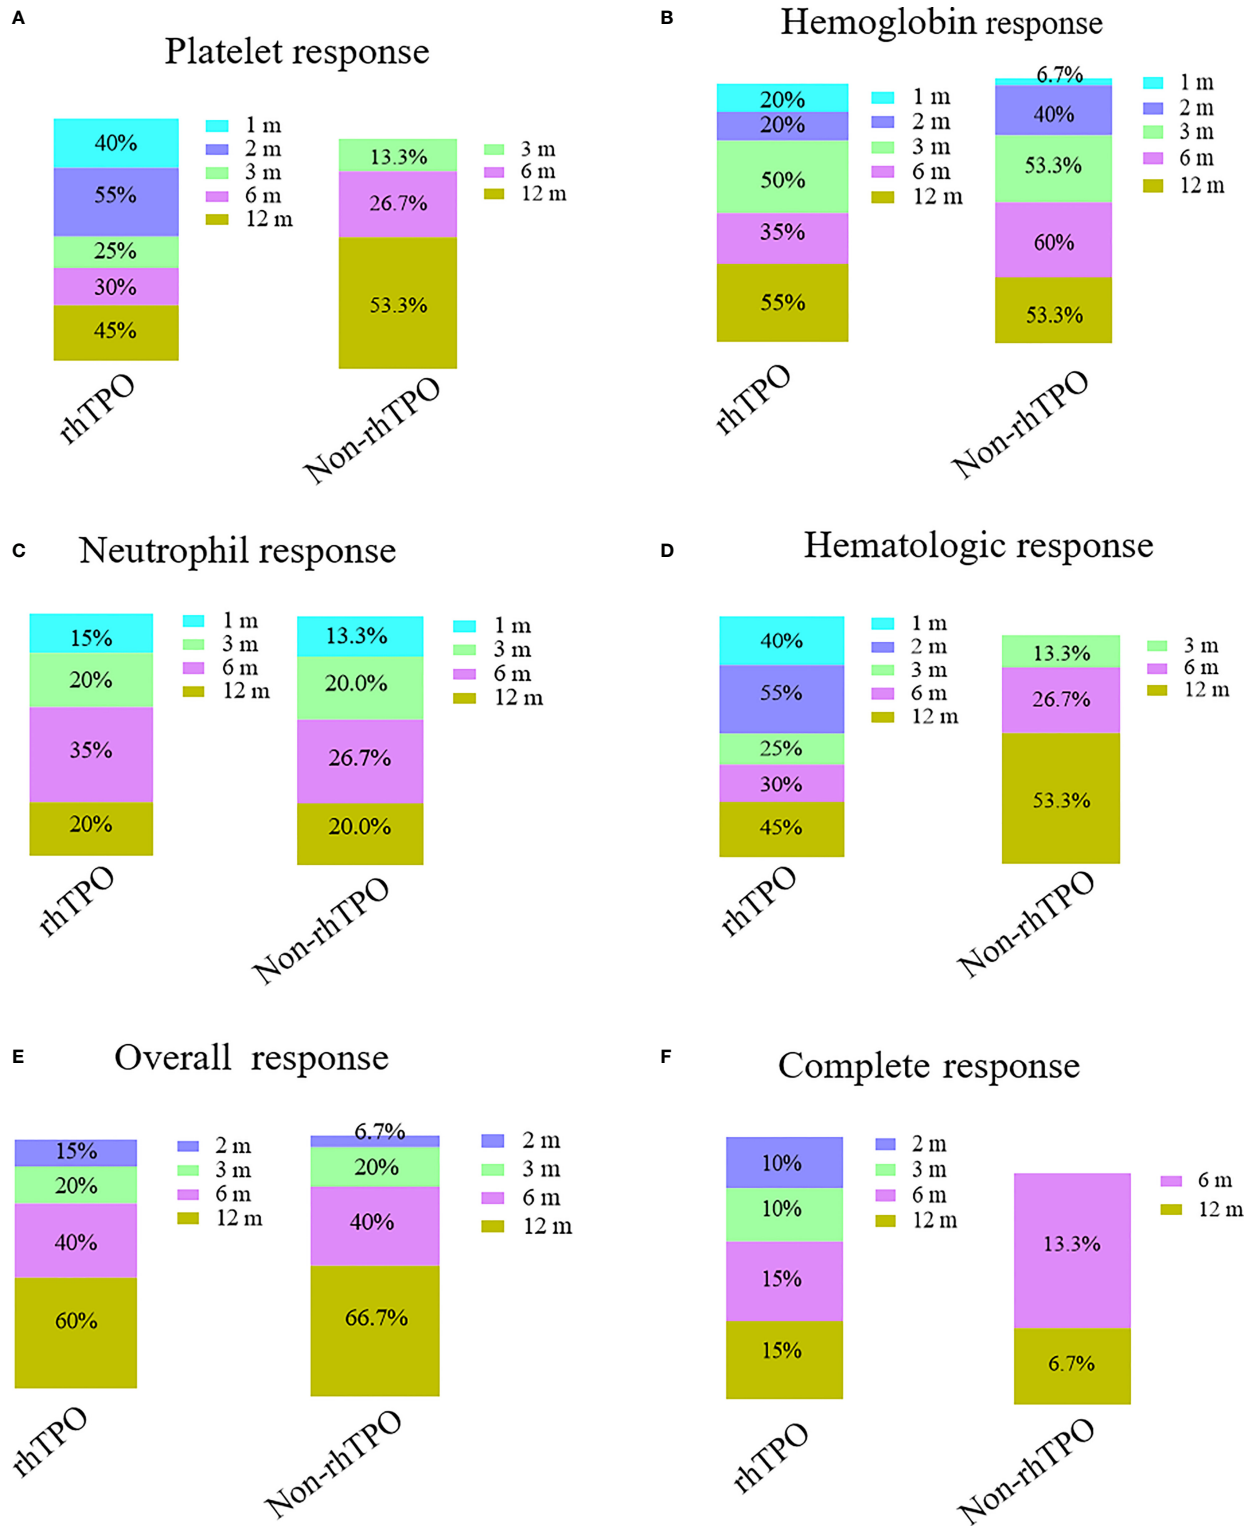 A
Platelet response
40%
55%
25%
30%
45%
rhTPO
1 m
2 m
3 m
6 m
12 m
13.3%
26.7%
53.3%
Non-rhTPO
3 m
6 m
12 m
B
Hemoglobin response
20%
20%
50%
35%
55%
rhTPO
1 m
2 m
3 m
6 m
12 m
6.7%
40%
53.3%
60%
53.3%
Non-rhTPO
1 m
2 m
3 m
6 m
12 m
C
Neutrophil response
15%
20%
35%
20%
rhTPO
1 m
3 m
6 m
12 m
13.3%
20.0%
26.7%
20.0%
Non-rhTPO
1 m
3 m
6 m
12 m
D
Hematologic response
40%
55%
25%
30%
45%
rhTPO
1 m
2 m
3 m
6 m
12 m
13.3%
26.7%
53.3%
Non-rhTPO
3 m
6 m
12 m
E
Overall response
15%
20%
40%
60%
rhTPO
2 m
3 m
6 m
12 m
6.7%
20%
40%
66.7%
Non-rhTPO
2 m
3 m
6 m
12 m
F
Complete response
10%
10%
15%
15%
rhTPO
2 m
3 m
6 m
12 m
13.3%
6.7%
Non-rhTPO
6 m
12 m